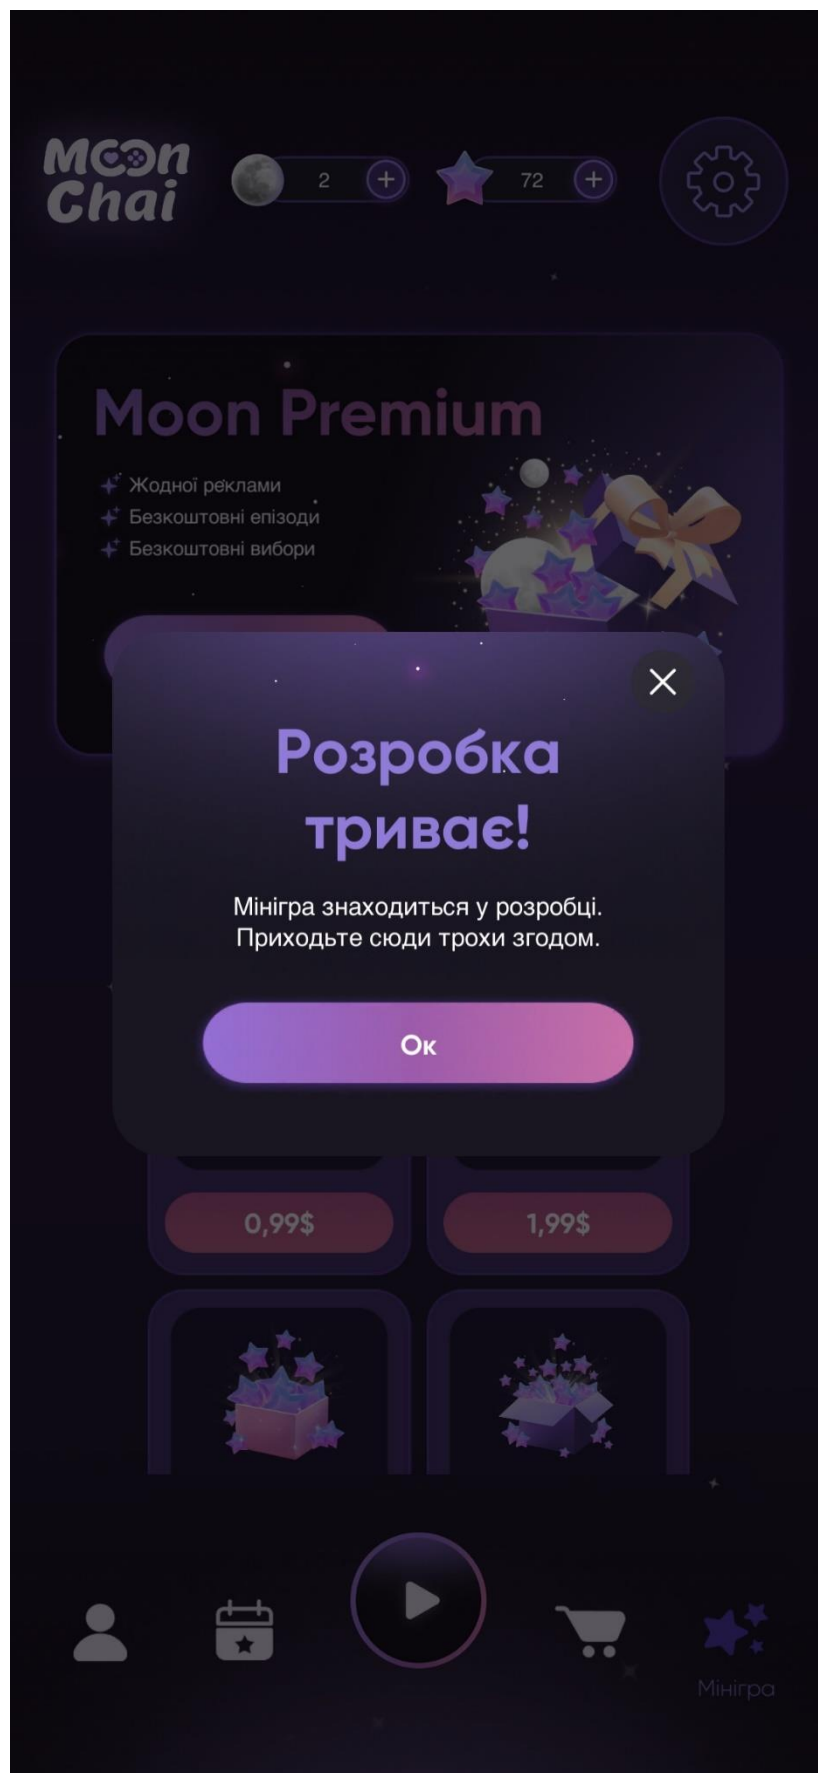 Moon
Chai
2
72
Moon Premium
Жодної реклами
Безкоштовні епізоди
Безкоштовні вибори
Розробка
триває!
Мінігра знаходиться у розробці.
Приходьте сюди трохи згодом.
Ок
0,99$
1,99$
Мінігра